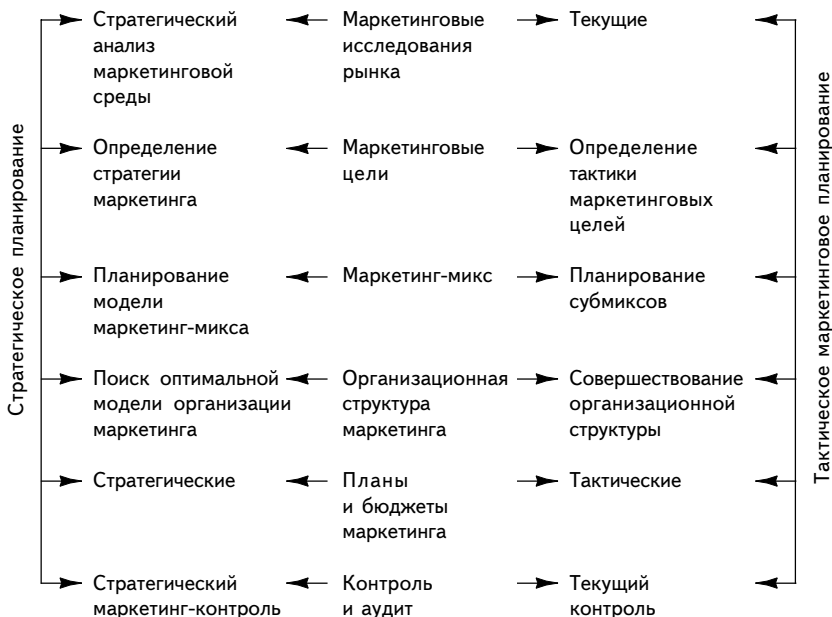 Стратегическое планирование
Стратегический
анализ
маркетинговой
среды
Маркетинговые
исследования
рынка
Текущие
Определение
стратегии
маркетинга
Маркетинговые
цели
Определение
тактики
маркетинговых
целей
Планирование
модели
маркетинг-микса
Маркетинг-микс
Планирование
субмиксов
Поиск оптимальной
модели организации
маркетинга
Организационная
структура
маркетинга
Совершествование
организационной
структуры
Стратегические
Планы
и бюджеты
маркетинга
Тактические
Стратегический
маркетинг-контроль
Контроль
и аудит
Текущий
контроль
Тактическое маркетинговое планирование